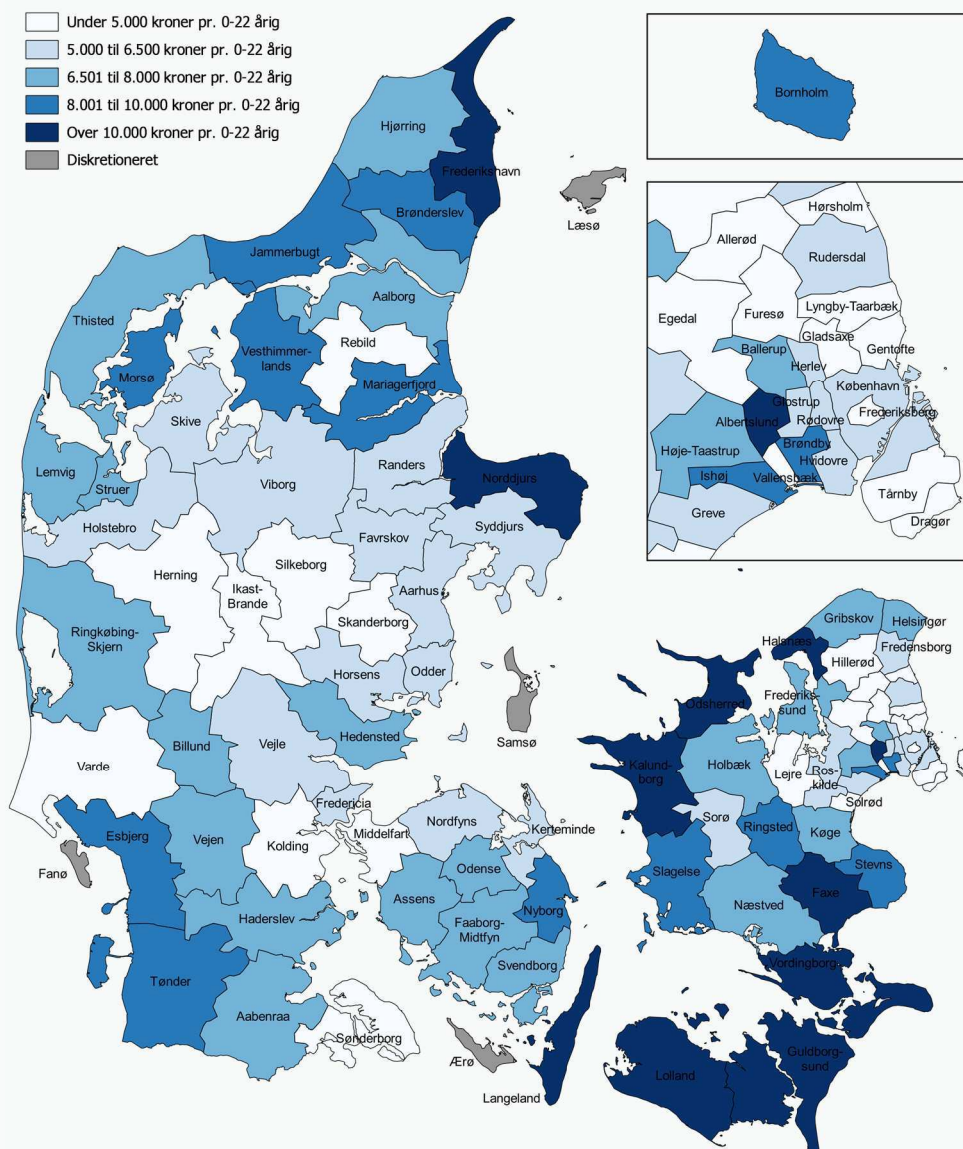 Under 5.000 kroner pr. 0-22 årig
5.000 til 6.500 kroner pr. 0-22 årig
6.501 til 8.000 kroner pr. 0-22 årig
8.001 til 10.000 kroner pr. 0-22 årig
Over 10.000 kroner pr. 0-22 årig
Diskretioneret
Hjørring
Frederikshavn
Brønderslev
Læsø
Jammerbugt
Aalborg
Thisted
Rebild
Vesthimmer-
lands
Morsø
Mariagerfjord
Skive
Lemvig
Struer
Viborg
Randers
Norddjurs
Holstebro
Favrskov
Syddjurs
Herning
Silkeborg
Ikast-
Brande
Aarhus
Skanderborg
Ringkøbing-
Skjern
Horsens
Odder
Samsø
Billund
Vejle
Hedensted
Varde
Fredericia
Esbjerg
Vejen
Kolding
Middelfart
Fanø
Haderslev
Tønder
Aabenraa
Sønderborg
Nordfyns
Kerteminde
Odense
Assens
Nyborg
Faaborg-
Midtfyn
Svendborg
Ærø
Langeland
Bornholm
Hørsholm
Allerød
Rudersdal
Egedal
Furesø
Lyngby-Taarbæk
Gladsaxe
Ballerup
Gentofte
Herlev
København
Glostrup
Frederiksberg
Albertslund
Rødovre
Høje-Taastrup
Brøndby
Hvidovre
Ishøj
Vallensbæk
Tårnby
Greve
Dragør
Gribskov
Helsingør
Halsnæs
Fredensborg
Hillerød
Odsherred
Frederiks-
sund
Kalund-
borg
Holbæk
Lejre
Ros-
kilde
Solrød
Sorø
Ringsted
Køge
Slagelse
Stevns
Næstved
Faxe
Vordingborg
Guldborg-
sund
Lolland